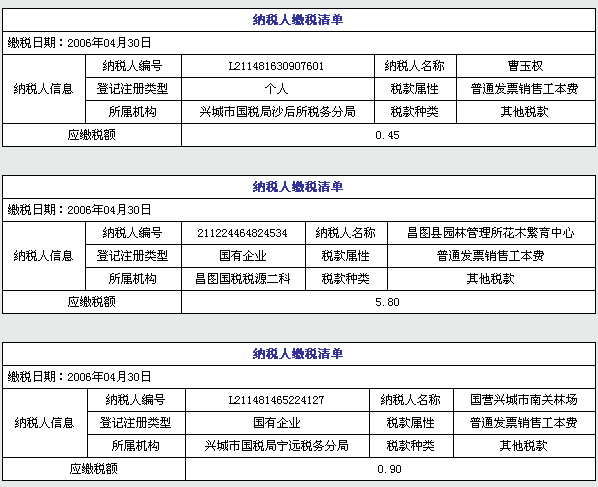 纳税人缴税清单
缴税日期：2006年04月30日
纳税人信息 纳税人编号 L211481630907601 纳税人名称 曹玉权
登记注册类型 个人 税款属性 普通发票销售工本费
所属机构 兴城市国税局沙后所税务分局 税款种类 其他税款
应缴税额 0.45
纳税人缴税清单
缴税日期：2006年04月30日
纳税人信息 纳税人编号 211224464824534 纳税人名称 昌图县园林管理所花木繁育中心
登记注册类型 国有企业 税款属性 普通发票销售工本费
所属机构 昌图国税税源二科 税款种类 其他税款
应缴税额 5.80
纳税人缴税清单
缴税日期：2006年04月30日
纳税人信息 纳税人编号 L211481465224127 纳税人名称 国营兴城市南关林场
登记注册类型 国有企业 税款属性 普通发票销售工本费
所属机构 兴城市国税局宁远税务分局 税款种类 其他税款
应缴税额 0.90